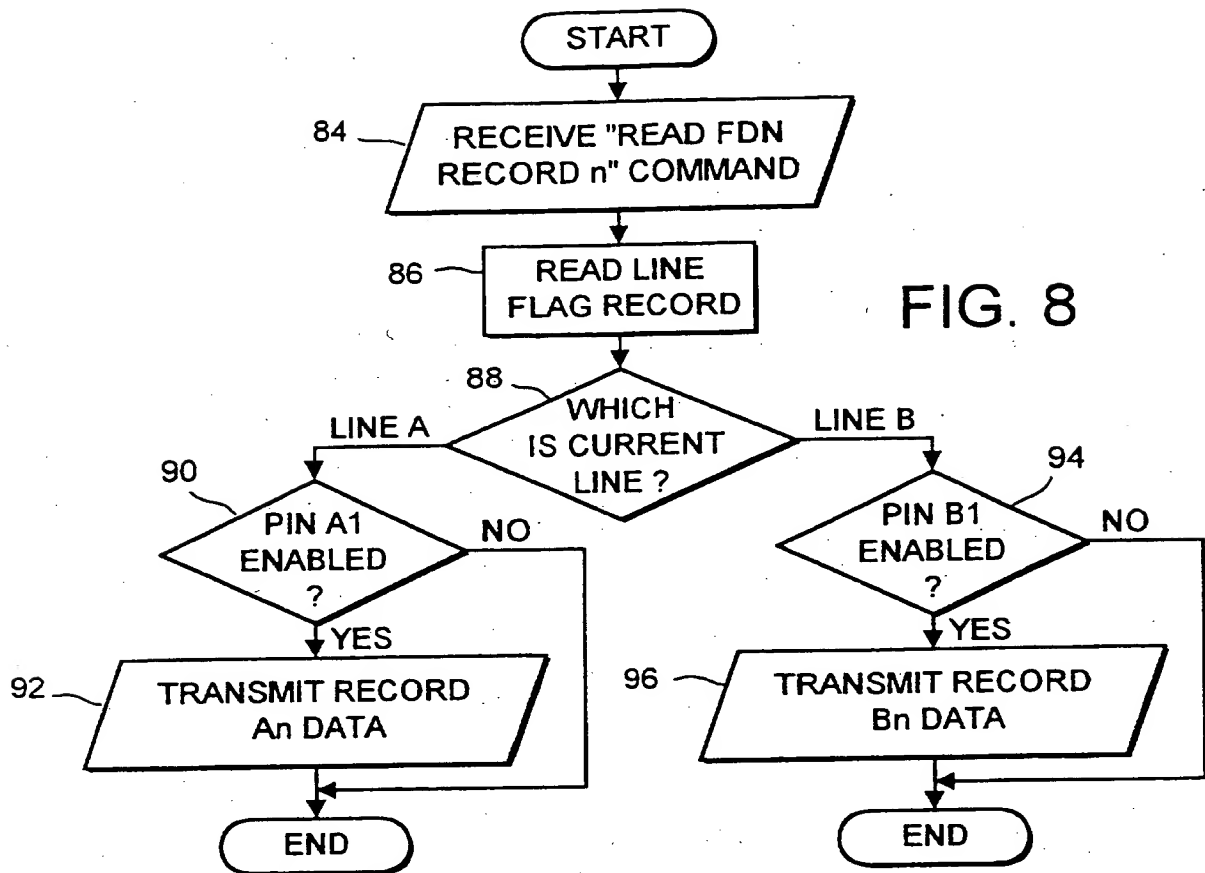 START
84
RECEIVE "READ FDN
RECORD n" COMMAND
86
READ LINE
FLAG RECORD
FIG. 8
88
WHICH
IS CURRENT
LINE ?
LINE A
LINE B
90
PIN A1
ENABLED
?
NO
YES
94
PIN B1
ENABLED
?
NO
YES
92
TRANSMIT RECORD
An DATA
96
TRANSMIT RECORD
Bn DATA
END
END